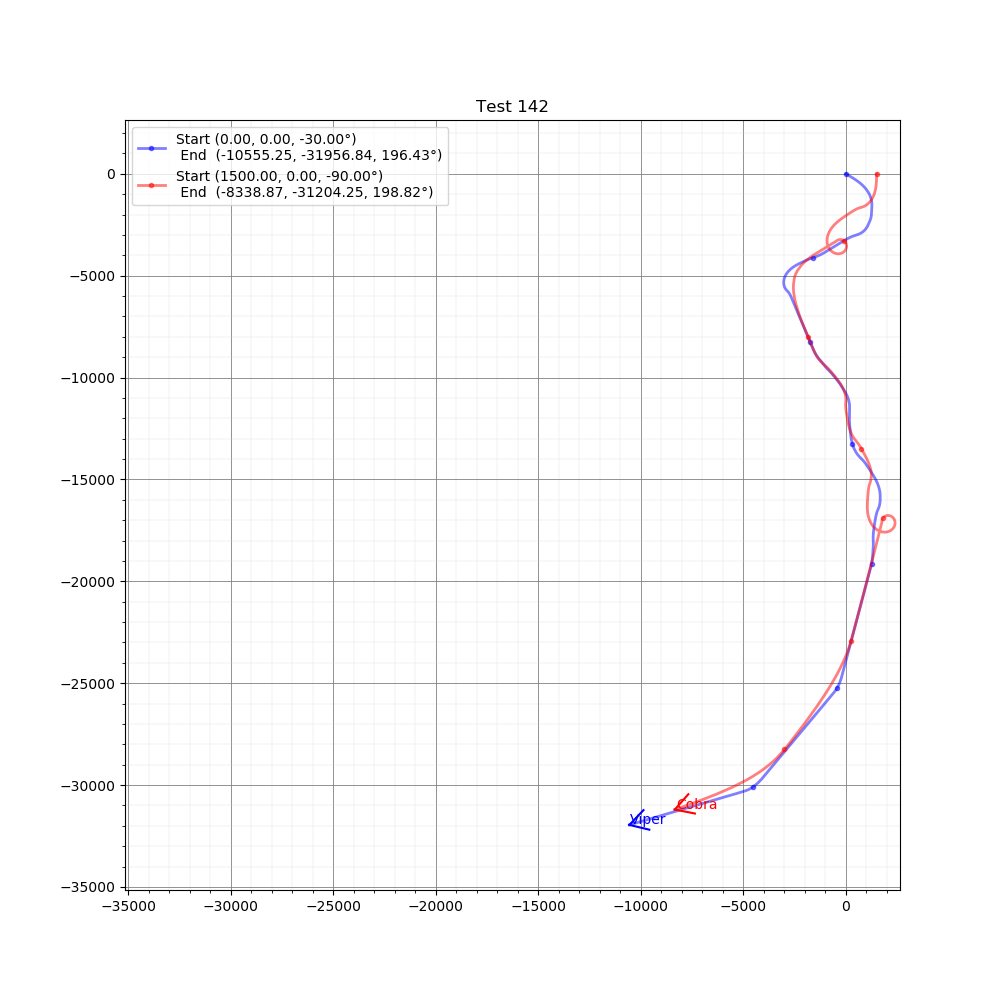 Test 142
Start (0.00, 0.00, -30.00°)
End  (-10555.25, -31956.84, 196.43°)
Start (1500.00, 0.00, -90.00°)
End  (-8338.87, -31204.25, 198.82°)
0
−5000
−10000
−15000
−20000
−25000
−30000
−35000
Cobra
Viper
−35000 −30000 −25000 −20000 −15000 −10000 −5000 0